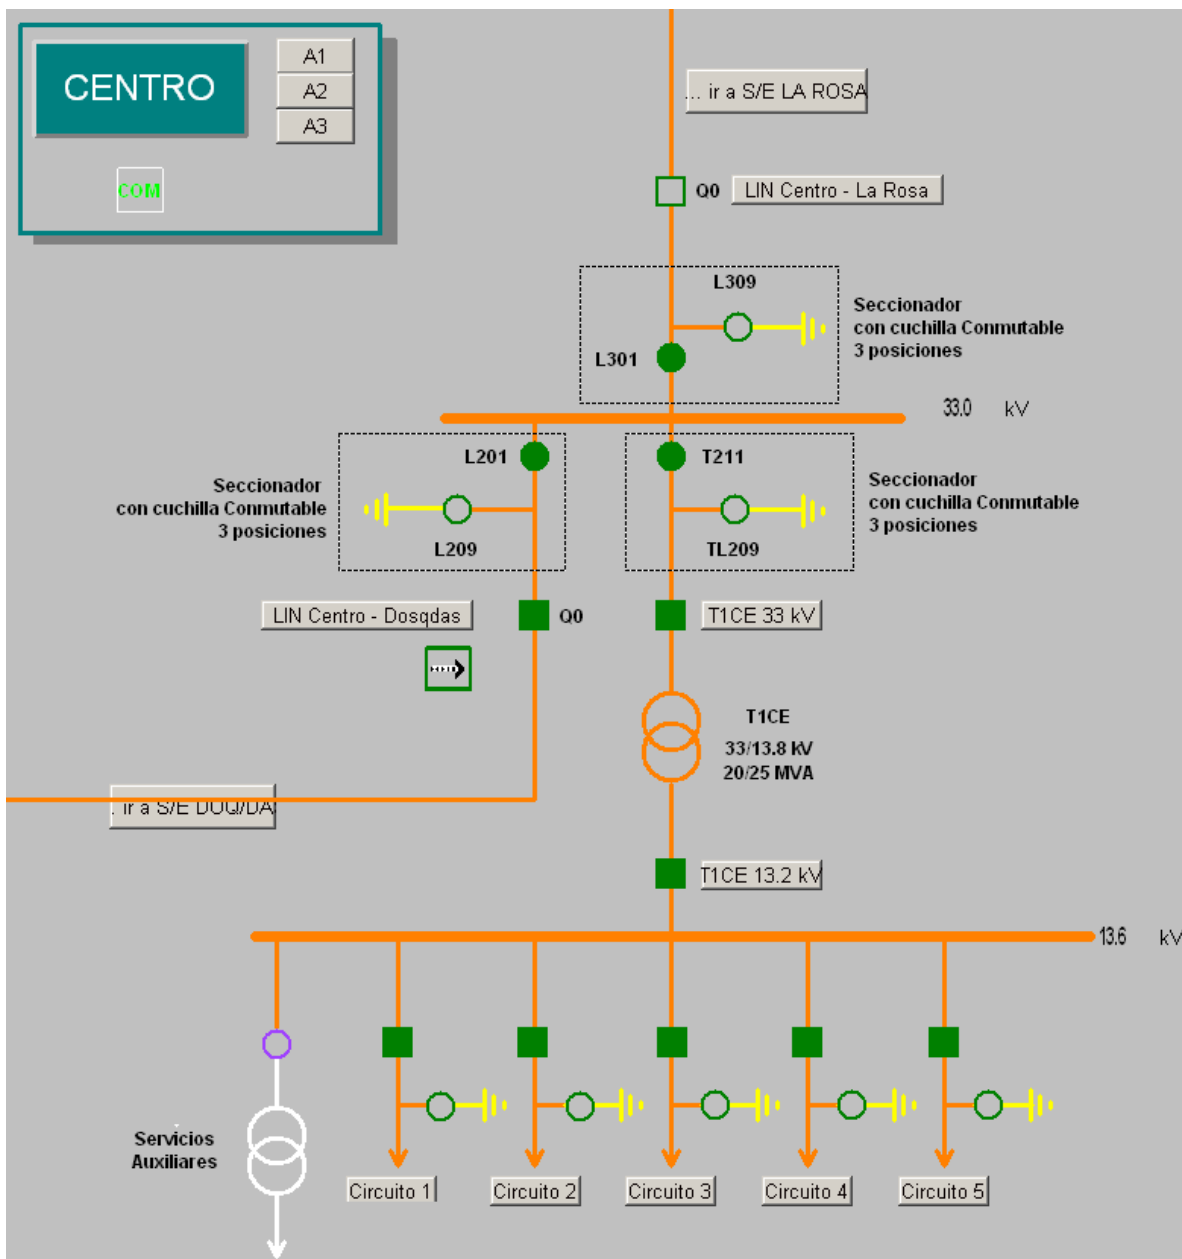 CENTRO
A1
A2
A3
COM
... ir a S/E LA ROSA
Q0
LIN Centro - La Rosa
L309
Seccionador
con cuchilla Conmutable
3 posiciones
L301
33.0 kV
L201
T211
Seccionador
con cuchilla Conmutable
3 posiciones
Seccionador
con cuchilla Conmutable
3 posiciones
L209
TL209
LIN Centro - Dosqdas
Q0
T1CE 33 kV
T1CE
33/13.8 kV
20/25 MVA
. ir a S/E DOQ/DA
T1CE 13.2 kV
13.6 kV
Servicios
Auxiliares
Circuito 1
Circuito 2
Circuito 3
Circuito 4
Circuito 5